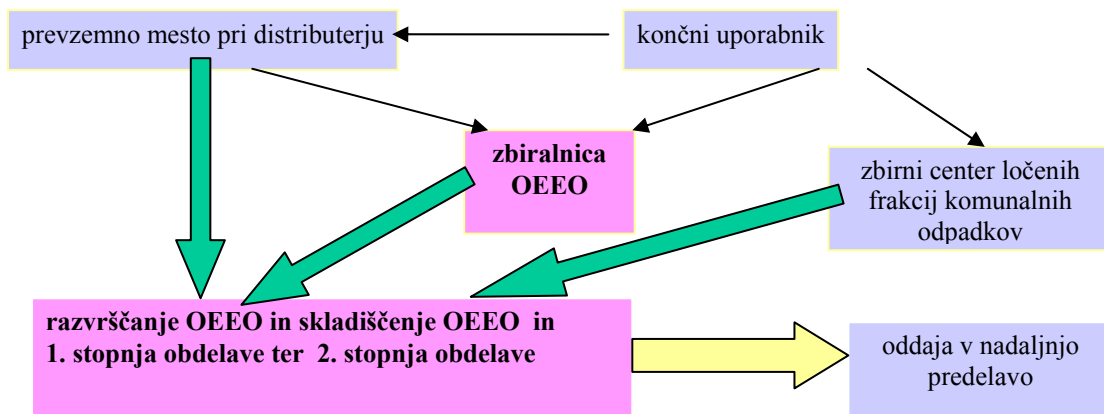 prevzemno mesto pri distributerju
končni uporabnik
zbiralnica
OEEO
zbirni center ločenih
frakcij komunalnih
odpadkov
razvrščanje OEEO in skladiščenje OEEO in
1. stopnja obdelave ter 2. stopnja obdelave
oddaja v nadaljnjo
predelavo